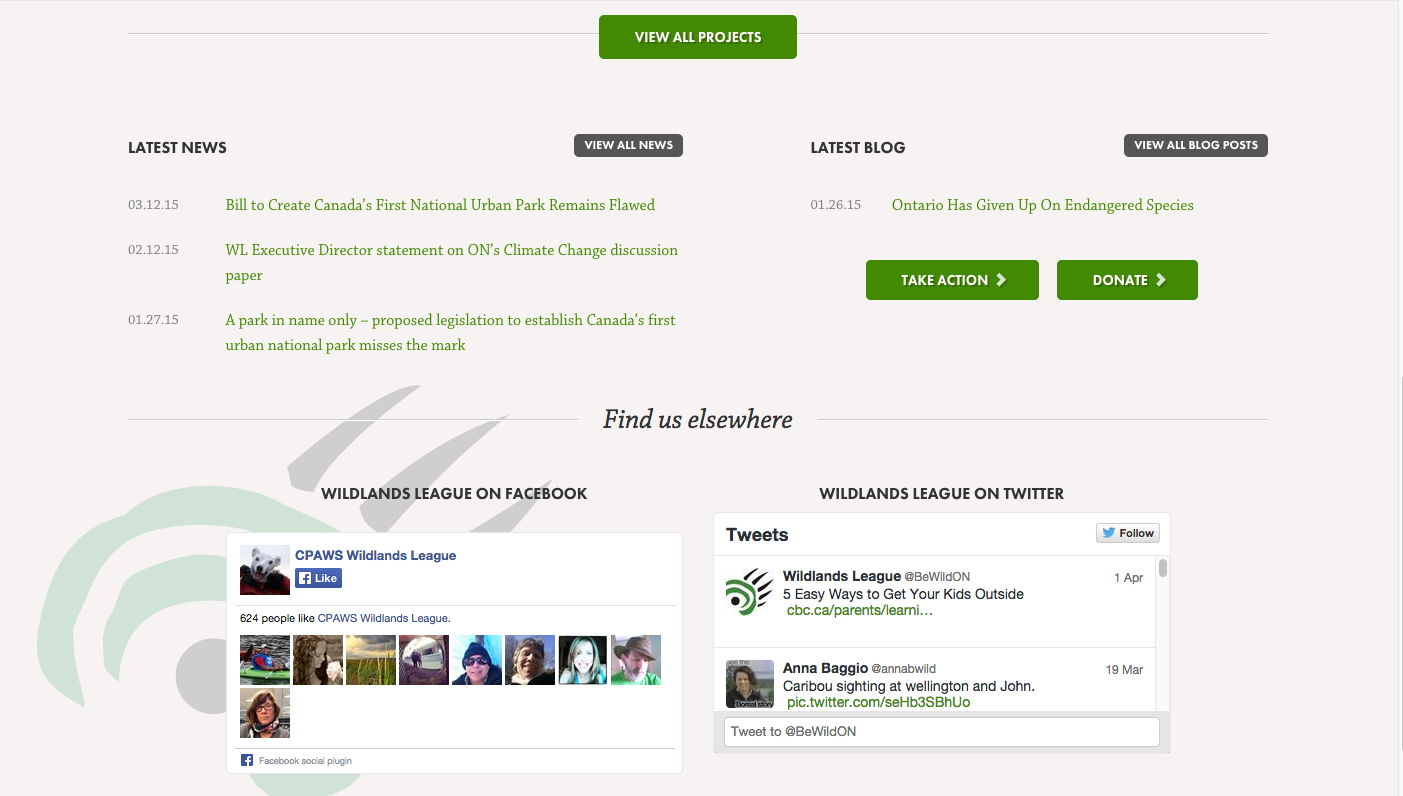 VIEW ALL PROJECTS
LATEST NEWS
VIEW ALL NEWS
03.12.15 Bill to Create Canada's First National Urban Park Remains Flawed
02.12.15 WL Executive Director statement on ON's Climate Change discussion
paper
01.27.15 A park in name only – proposed legislation to establish Canada's first
urban national park misses the mark
LATEST BLOG
VIEW ALL BLOG POSTS
01.26.15 Ontario Has Given Up On Endangered Species
TAKE ACTION
DONATE
Find us elsewhere
WILDLANDS LEAGUE ON FACEBOOK
CPAWS Wildlands League
Like
624 people like CPAWS Wildlands League.
Facebook social plugin
WILDLANDS LEAGUE ON TWITTER
Tweets
Follow
Wildlands League @BeWildON 1 Apr
5 Easy Ways to Get Your Kids Outside
cbc.ca/parents/learni…
see the
Boreal story
Anna Baggio @annabwild 19 Mar
Caribou sighting at wellington and John.
pic.twitter.com/seHb3SBhUo
Tweet to @BeWildON